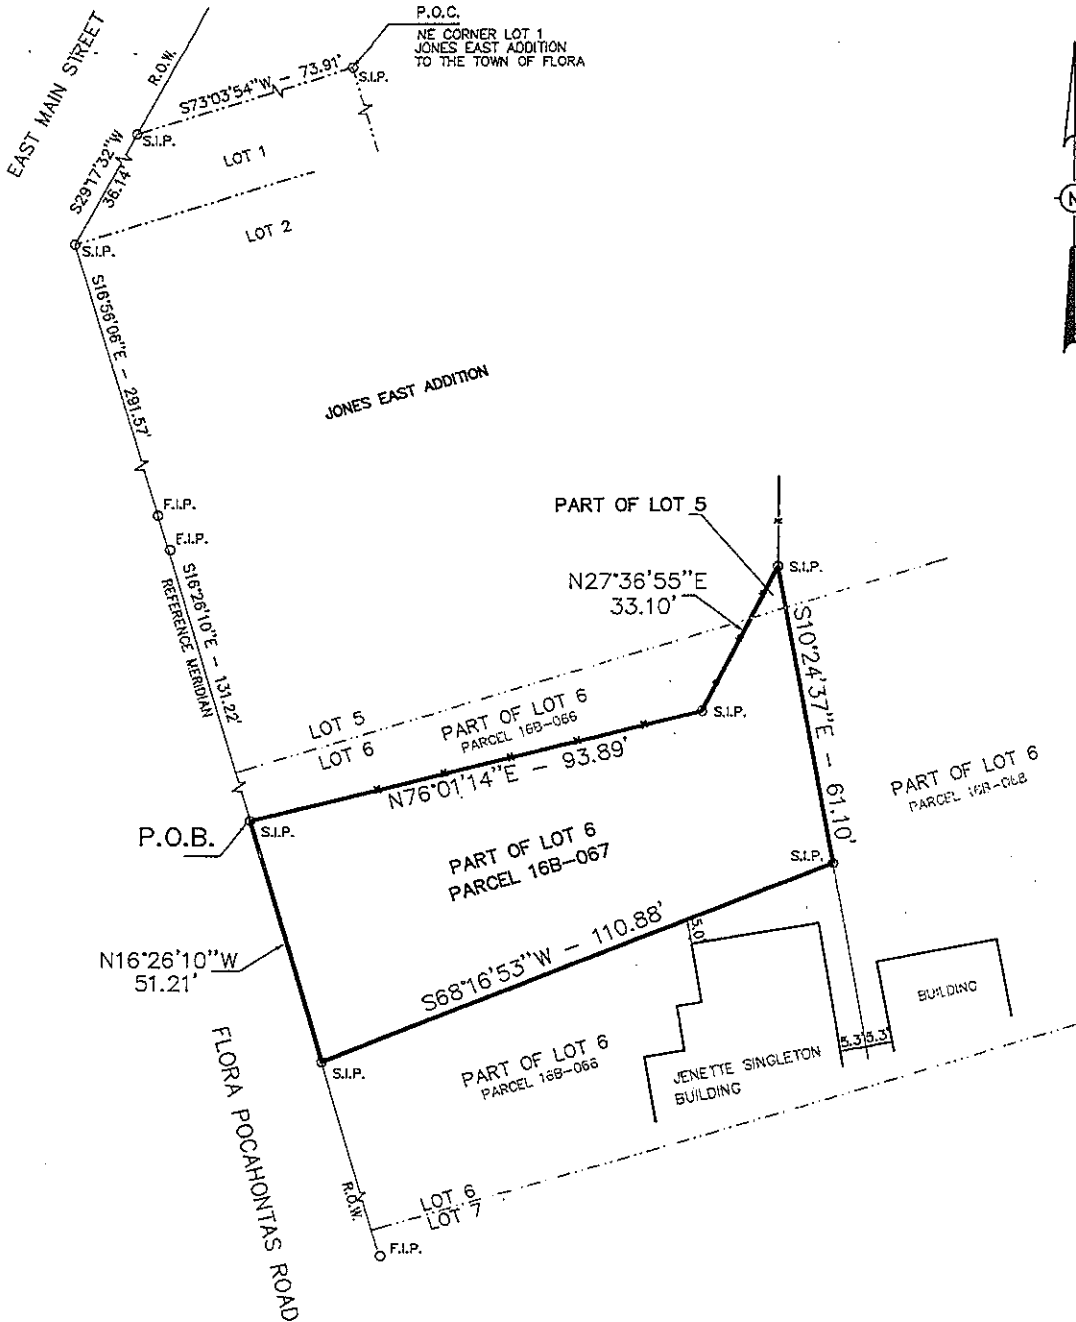 P.O.C.
NE CORNER LOT 1
JONES EAST ADDITION
TO THE TOWN OF FLORA
EAST MAIN STREET
R.O.W.
S73°03'54"W - 73.91'
S.I.P.
S.I.P.
S29°17'32"W
36.14'
LOT 1
LOT 2
S.I.P.
N
S16°56'06"E - 291.57'
JONES EAST ADDITION
F.I.P.
F.I.P.
S16°26'10"E - 131.22'
REFERENCE MERIDIAN
PART OF LOT 5
S.I.P.
N27°36'55"E
33.10'
S10°24'37"E - 61.10'
LOT 5
LOT 6
PART OF LOT 6
PARCEL 16B-066
S.I.P.
N76°01'14"E - 93.89'
PART OF LOT 6
PARCEL 16B-068
P.O.B.
S.I.P.
PART OF LOT 6
PARCEL 16B-067
S.I.P.
N16°26'10"W
51.21'
S68°16'53"W - 110.88'
5.0'
BUILDING
5.3'
5.3'
S.I.P.
PART OF LOT 6
PARCEL 16B-066
JENETTE SINGLETON
BUILDING
FLORA POCAHONTAS ROAD
R.O.W.
LOT 6
LOT 7
F.I.P.